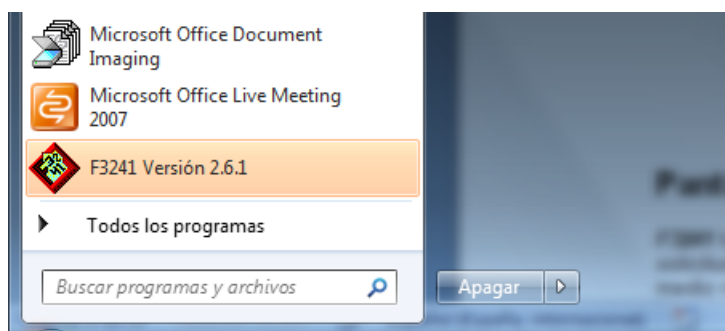 Microsoft Office Document
Imaging
Microsoft Office Live Meeting
2007
F3241 Versión 2.6.1
Todos los programas
Buscar programas y archivos
Apagar